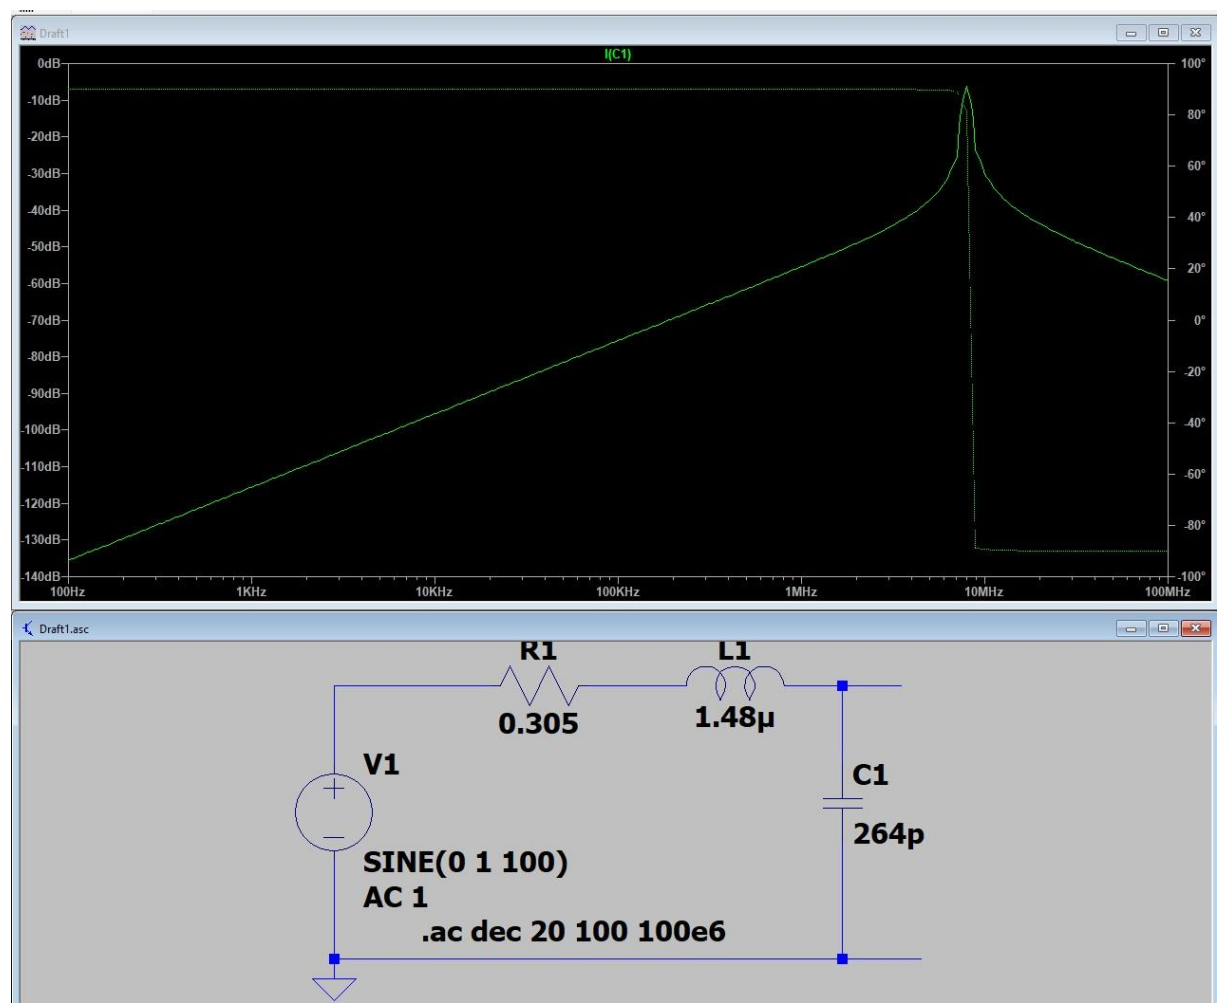 Draft1
I(C1)
0dB
-10dB
-20dB
-30dB
-40dB
-50dB
-60dB
-70dB
-80dB
-90dB
-100dB
-110dB
-120dB
-130dB
-140dB
100°
80°
60°
40°
20°
0°
-20°
-40°
-60°
-80°
-100°
100Hz 1KHz 10KHz 100KHz 1MHz 10MHz 100MHz
Draft1.asc
R1 L1
0.305 1.48µ
V1 C1
264p
SINE(0 1 100)
AC 1
.ac dec 20 100 100e6